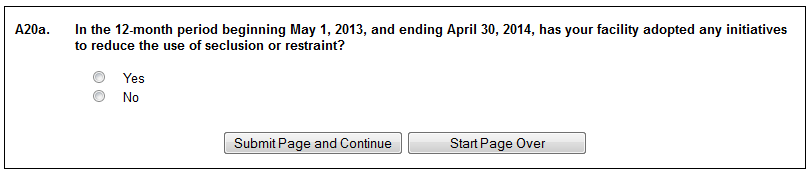 A20a. In the 12-month period beginning May 1, 2013, and ending April 30, 2014, has your facility adopted any initiatives
to reduce the use of seclusion or restraint?
Yes
No
Submit Page and Continue Start Page Over